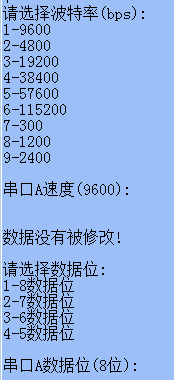 请选择波特率(bps):
1-9600
2-4800
3-19200
4-38400
5-57600
6-115200
7-300
8-1200
9-2400
串口A速度(9600):
数据没有被修改!
请选择数据位:
1-8数据位
2-7数据位
3-6数据位
4-5数据位
串口A数据位(8位):